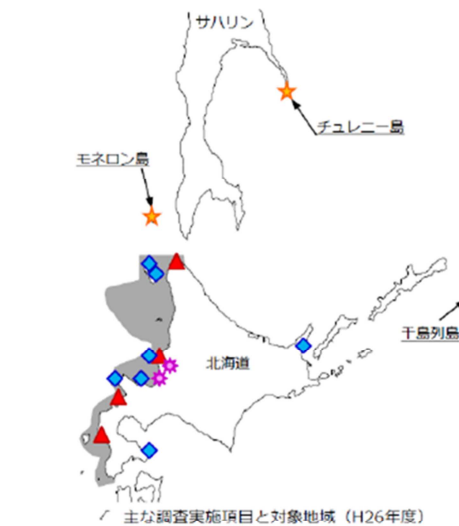 サハリン
チュレニー島
モネロン島
千島列島
北海道
主な調査実施項目と対象地域（H26年度）